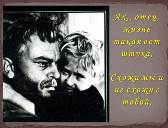 Ах, отец,
жизнь
такая вот
штука,
Схожи мы и
не схожи с
тобой,